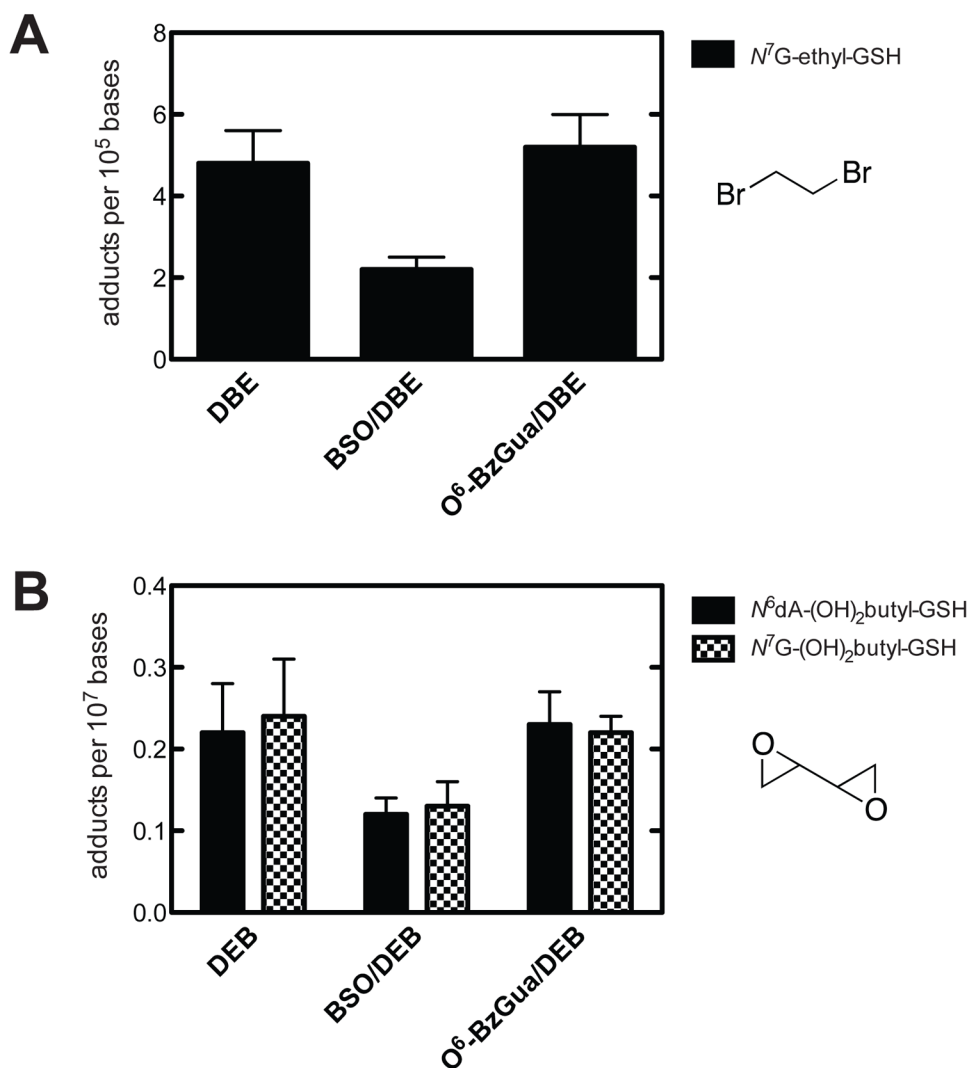 A
8
6
4
2
0
adducts per 10⁵ bases
DBE
BSO/DBE
O⁶-BzGua/DBE
N⁷G-ethyl-GSH
Br
Br
B
0.4
0.3
0.2
0.1
0.0
adducts per 10⁷ bases
DEB
BSO/DEB
O⁶-BzGua/DEB
N⁶dA-(OH)₂butyl-GSH
N⁷G-(OH)₂butyl-GSH
O
O